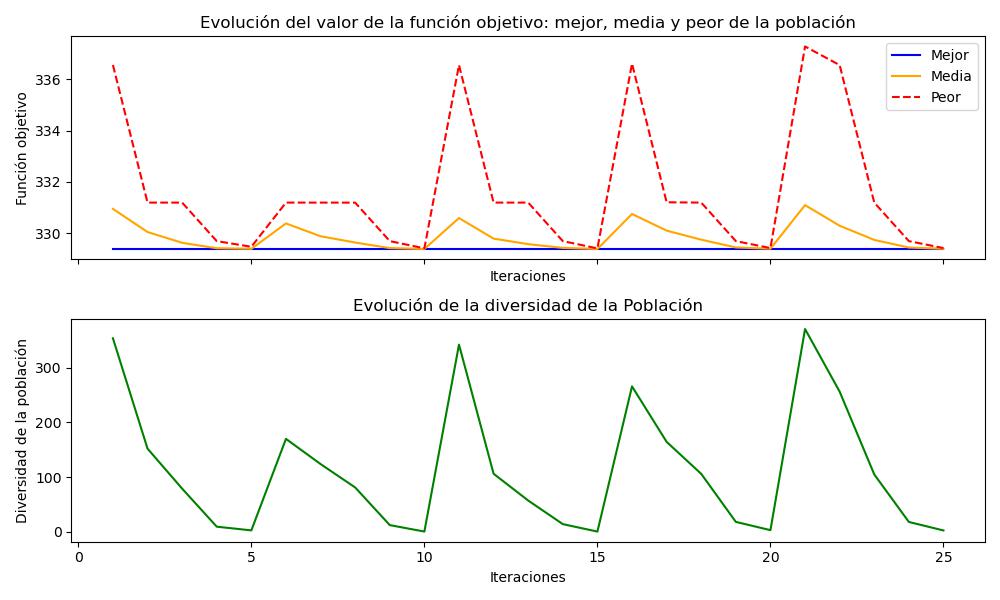 Evolución del valor de la función objetivo: mejor, media y peor de la población
Función objetivo
336
334
332
330
Mejor
Media
Peor
Iteraciones
Evolución de la diversidad de la Población
Diversidad de la población
300
200
100
0
0 5 10 15 20 25
Iteraciones